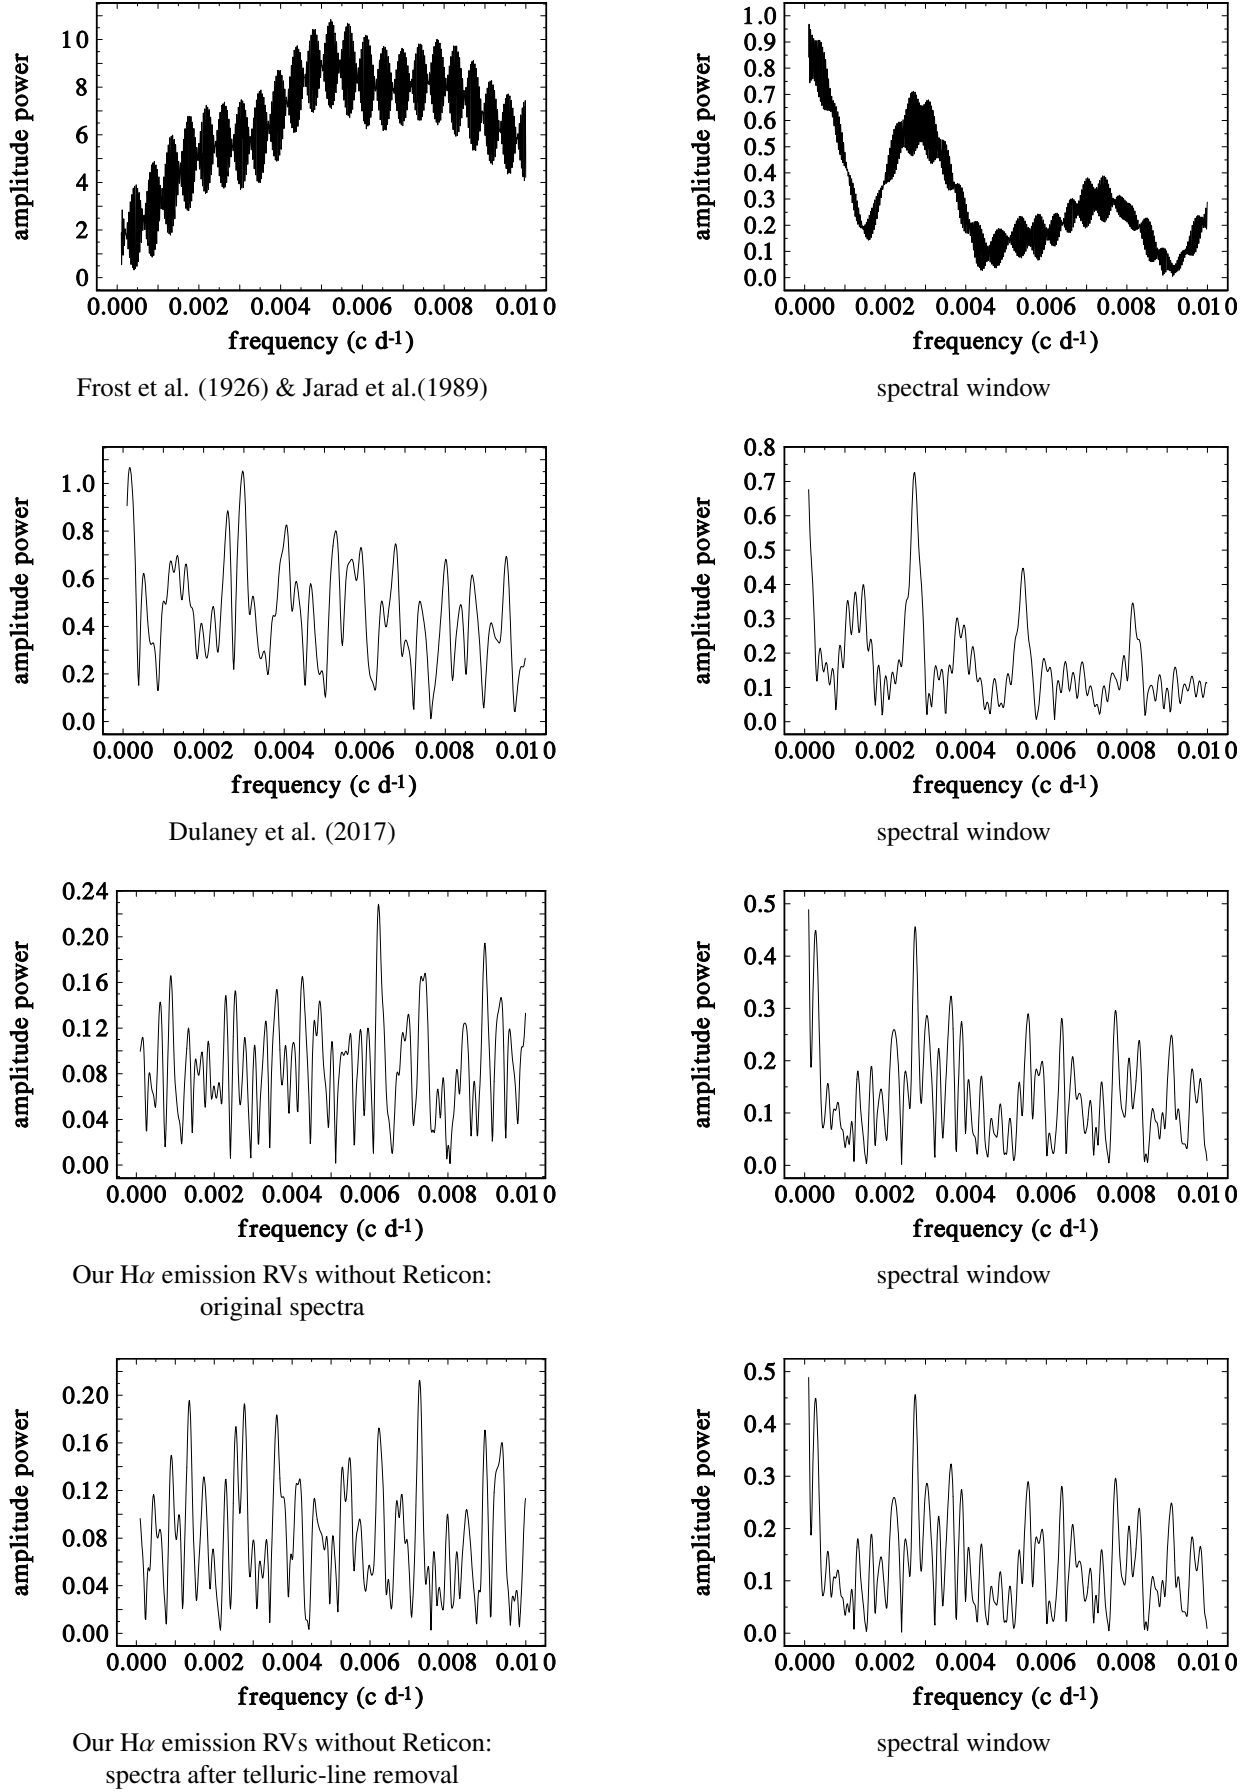 10
8
6
4
2
0
amplitude power
0.000 0.002 0.004 0.006 0.008 0.010
frequency (c d-1)
Frost et al. (1926) & Jarad et al.(1989)
1.0
0.9
0.8
0.7
0.6
0.5
0.4
0.3
0.2
0.1
0.0
amplitude power
0.000 0.002 0.004 0.006 0.008 0.010
frequency (c d-1)
spectral window
1.0
0.8
0.6
0.4
0.2
0.0
amplitude power
0.000 0.002 0.004 0.006 0.008 0.010
frequency (c d-1)
Dulaney et al. (2017)
0.8
0.7
0.6
0.5
0.4
0.3
0.2
0.1
0.0
amplitude power
0.000 0.002 0.004 0.006 0.008 0.010
frequency (c d-1)
spectral window
0.24
0.20
0.16
0.12
0.08
0.04
0.00
amplitude power
0.000 0.002 0.004 0.006 0.008 0.010
frequency (c d-1)
Our Hα emission RVs without Reticon:
original spectra
0.5
0.4
0.3
0.2
0.1
0.0
amplitude power
0.000 0.002 0.004 0.006 0.008 0.010
frequency (c d-1)
spectral window
0.20
0.16
0.12
0.08
0.04
0.00
amplitude power
0.000 0.002 0.004 0.006 0.008 0.010
frequency (c d-1)
Our Hα emission RVs without Reticon:
spectra after telluric-line removal
0.5
0.4
0.3
0.2
0.1
0.0
amplitude power
0.000 0.002 0.004 0.006 0.008 0.010
frequency (c d-1)
spectral window